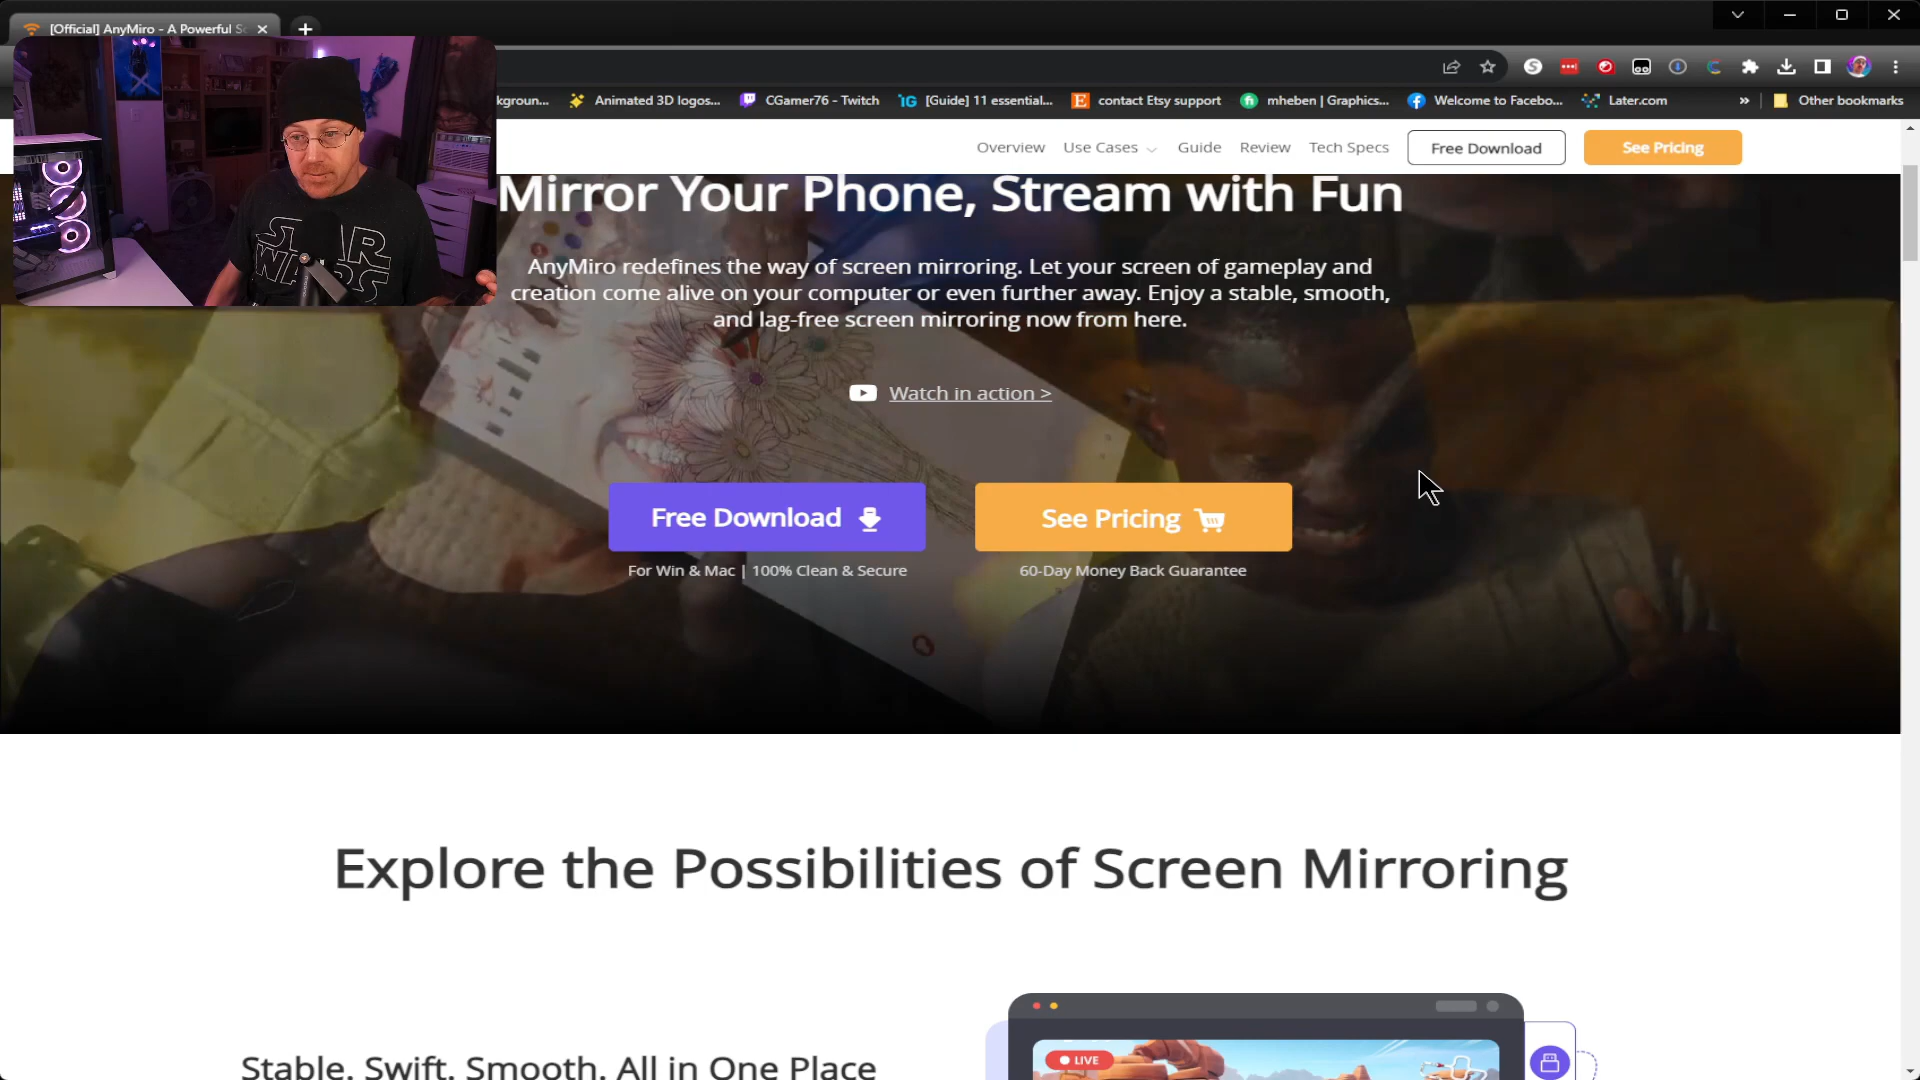 [Official] AnyMiro - A Powerful Sc
kgroun...
Animated 3D logos...
CGamer76 - Twitch
IG
[Guide] 11 essential...
E
contact Etsy support
mheben | Graphics...
Welcome to Facebo...
Later.com
»
Other bookmarks
Overview
Use Cases
Guide
Review
Tech Specs
Free Download
See Pricing
Mirror Your Phone, Stream with Fun
AnyMiro redefines the way of screen mirroring. Let your screen of gameplay and
creation come alive on your computer or even further away. Enjoy a stable, smooth,
and lag-free screen mirroring now from here.
Watch in action >
Free Download
See Pricing
For Win & Mac | 100% Clean & Secure
60-Day Money Back Guarantee
STAR
WARS
Explore the Possibilities of Screen Mirroring
Stable. Swift. Smooth. All in One Place
LIVE